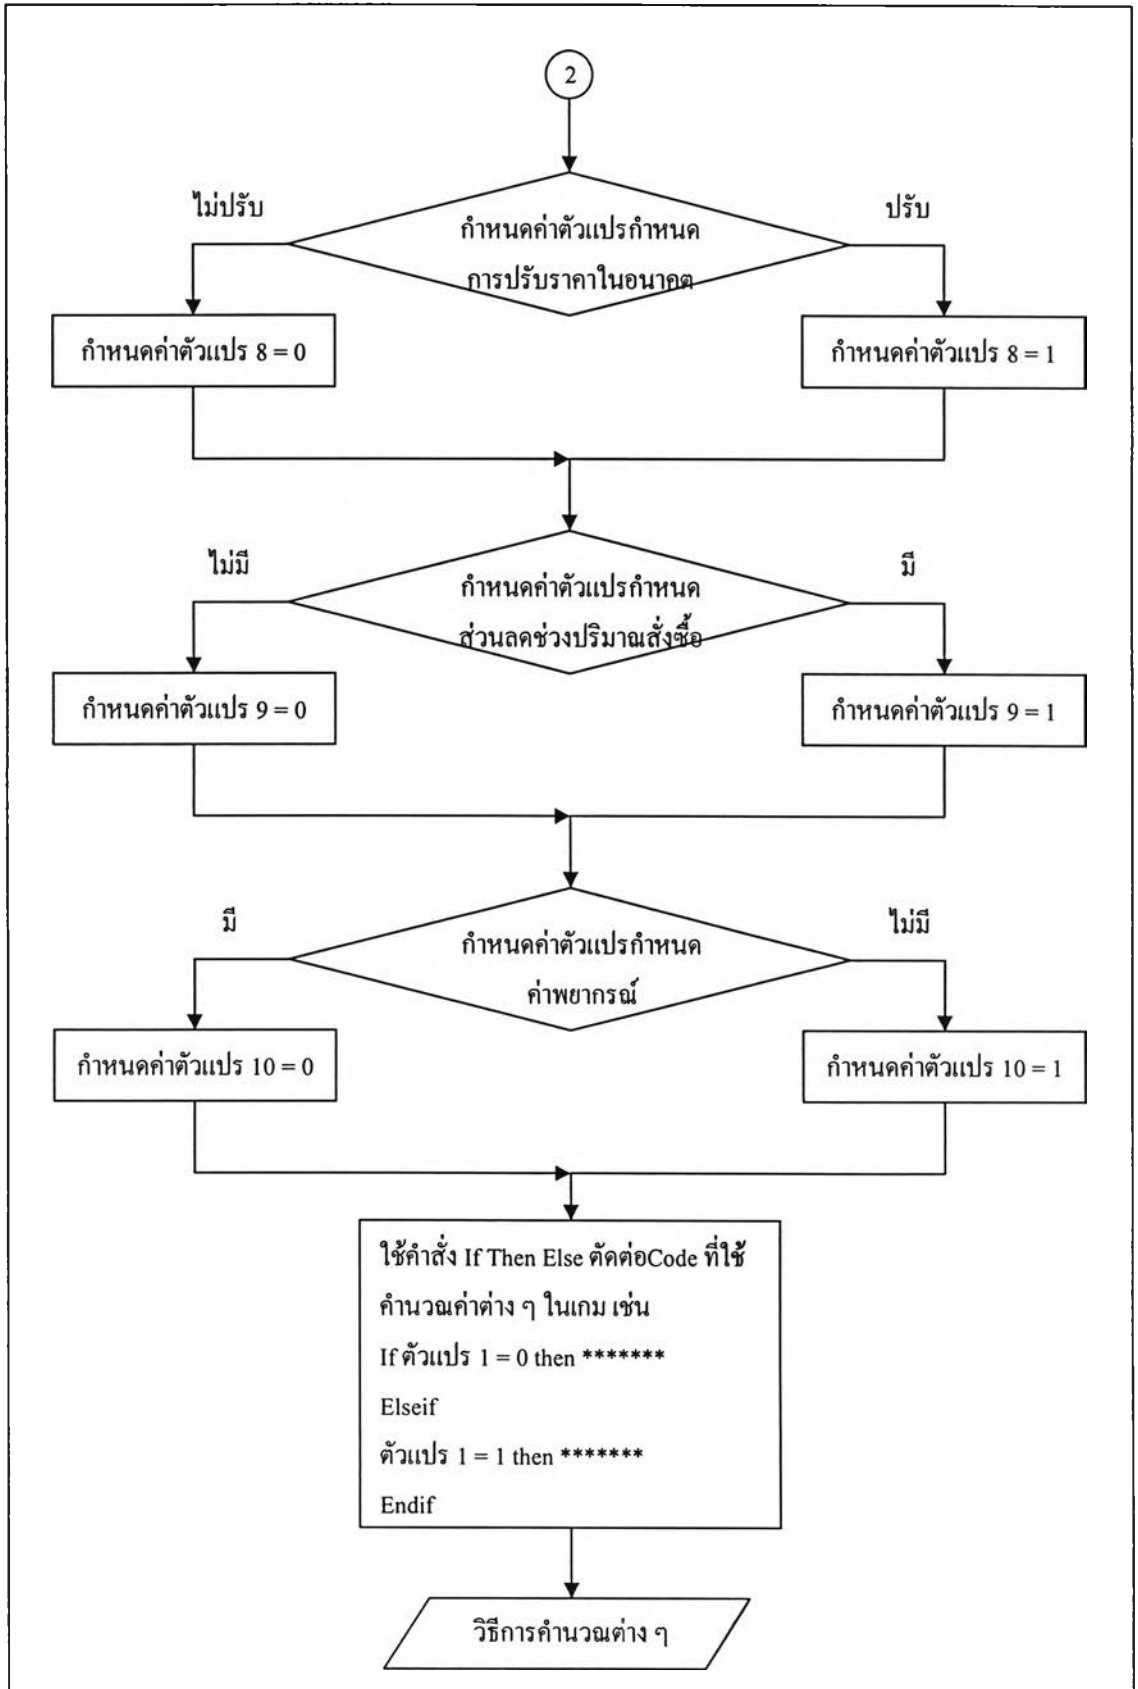 2
ไม่ปรับ
ปรับ
กำหนดค่าตัวแปรกำหนด
การปรับราคาในอนาคต
กำหนดค่าตัวแปร 8 = 0
กำหนดค่าตัวแปร 8 = 1
ไม่มี
มี
กำหนดค่าตัวแปรกำหนด
ส่วนลดช่วงปริมาณสั่งซื้อ
กำหนดค่าตัวแปร 9 = 0
กำหนดค่าตัวแปร 9 = 1
มี
ไม่มี
กำหนดค่าตัวแปรกำหนด
ค่าพยากรณ์
กำหนดค่าตัวแปร 10 = 0
กำหนดค่าตัวแปร 10 = 1
ใช้คำสั่ง If Then Else ตัดต่อCode ที่ใช้
คำนวณค่าต่าง ๆ ในเกม เช่น
If ตัวแปร 1 = 0 then *******
Elseif
ตัวแปร 1 = 1 then *******
Endif
วิธีการคำนวณต่าง ๆ